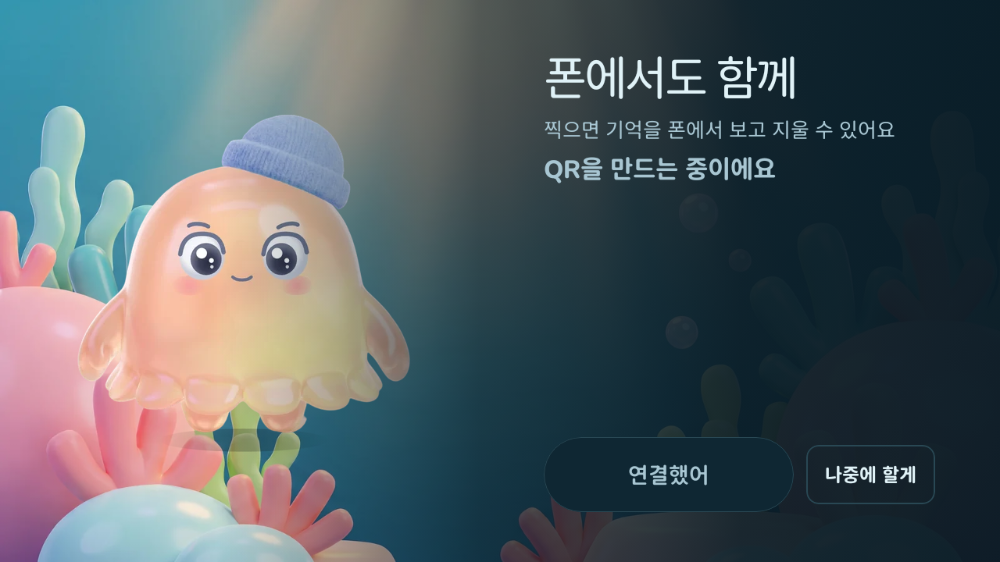 폰에서도 함께
찍으면 기억을 폰에서 보고 지울 수 있어요
QR을 만드는 중이에요
연결했어
나중에 할게